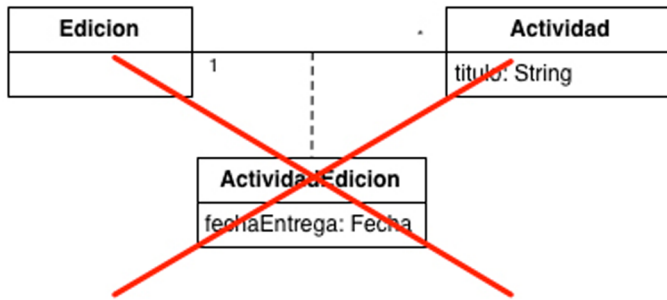 Edicion
Actividad
*
1
titulo: String
ActividadEdicion
fechaEntrega: Fecha